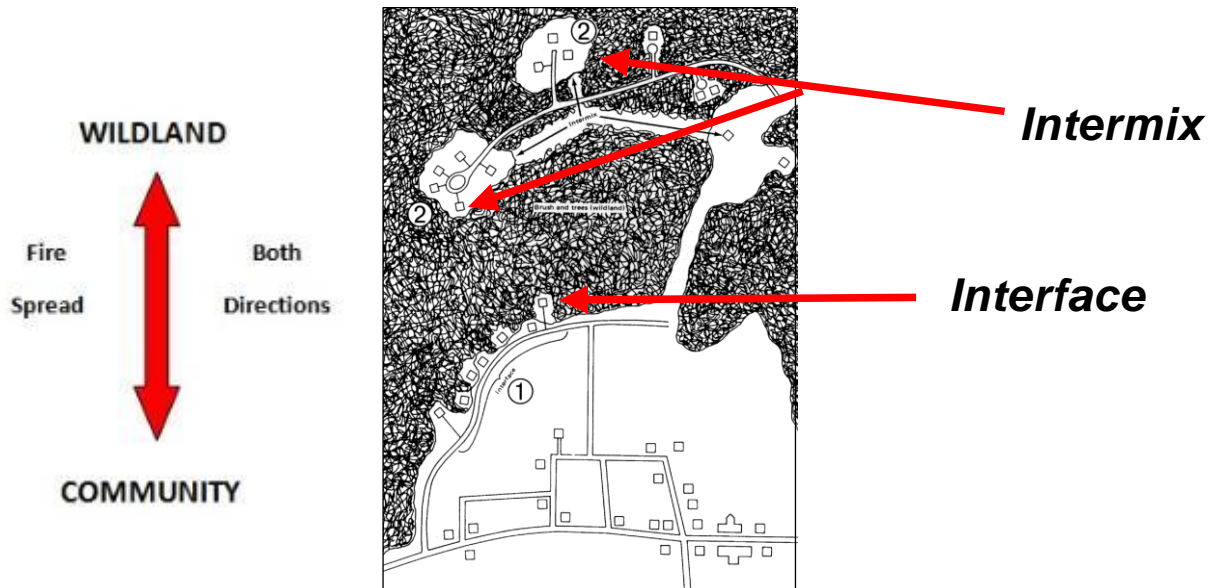 WILDLAND
Fire
Spread
Both
Directions
COMMUNITY
②
Intermix
②
Brush and trees (wildland)
Interface
①
Intermix
Interface